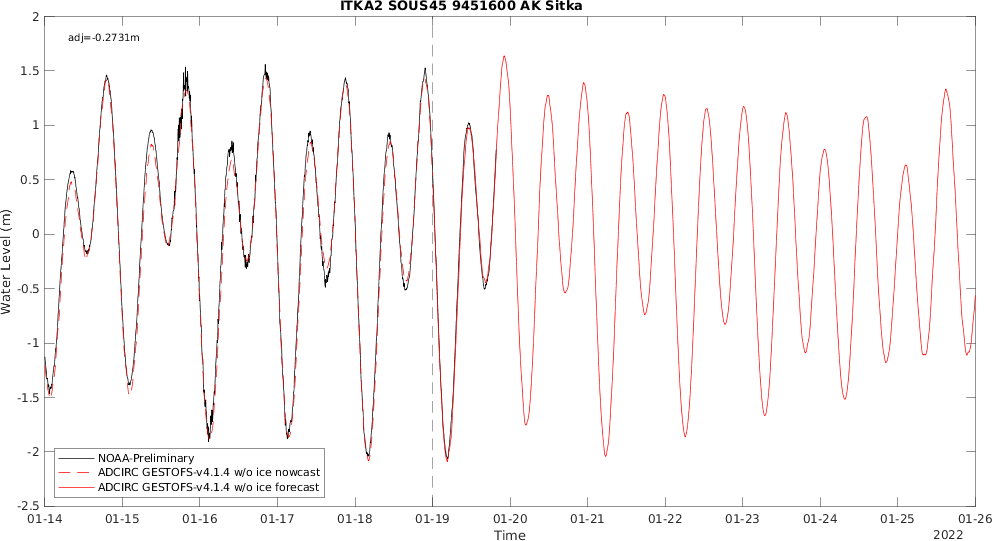 ITKA2 SOUS45 9451600 AK Sitka
adj=-0.2731m
2
1.5
1
0.5
0
-0.5
-1
-1.5
-2
-2.5
Water Level (m)
NOAA-Preliminary
ADCIRC GESTOFS-v4.1.4 w/o ice nowcast
ADCIRC GESTOFS-v4.1.4 w/o ice forecast
01-14 01-15 01-16 01-17 01-18 01-19 01-20 01-21 01-22 01-23 01-24 01-25 01-26
Time
2022